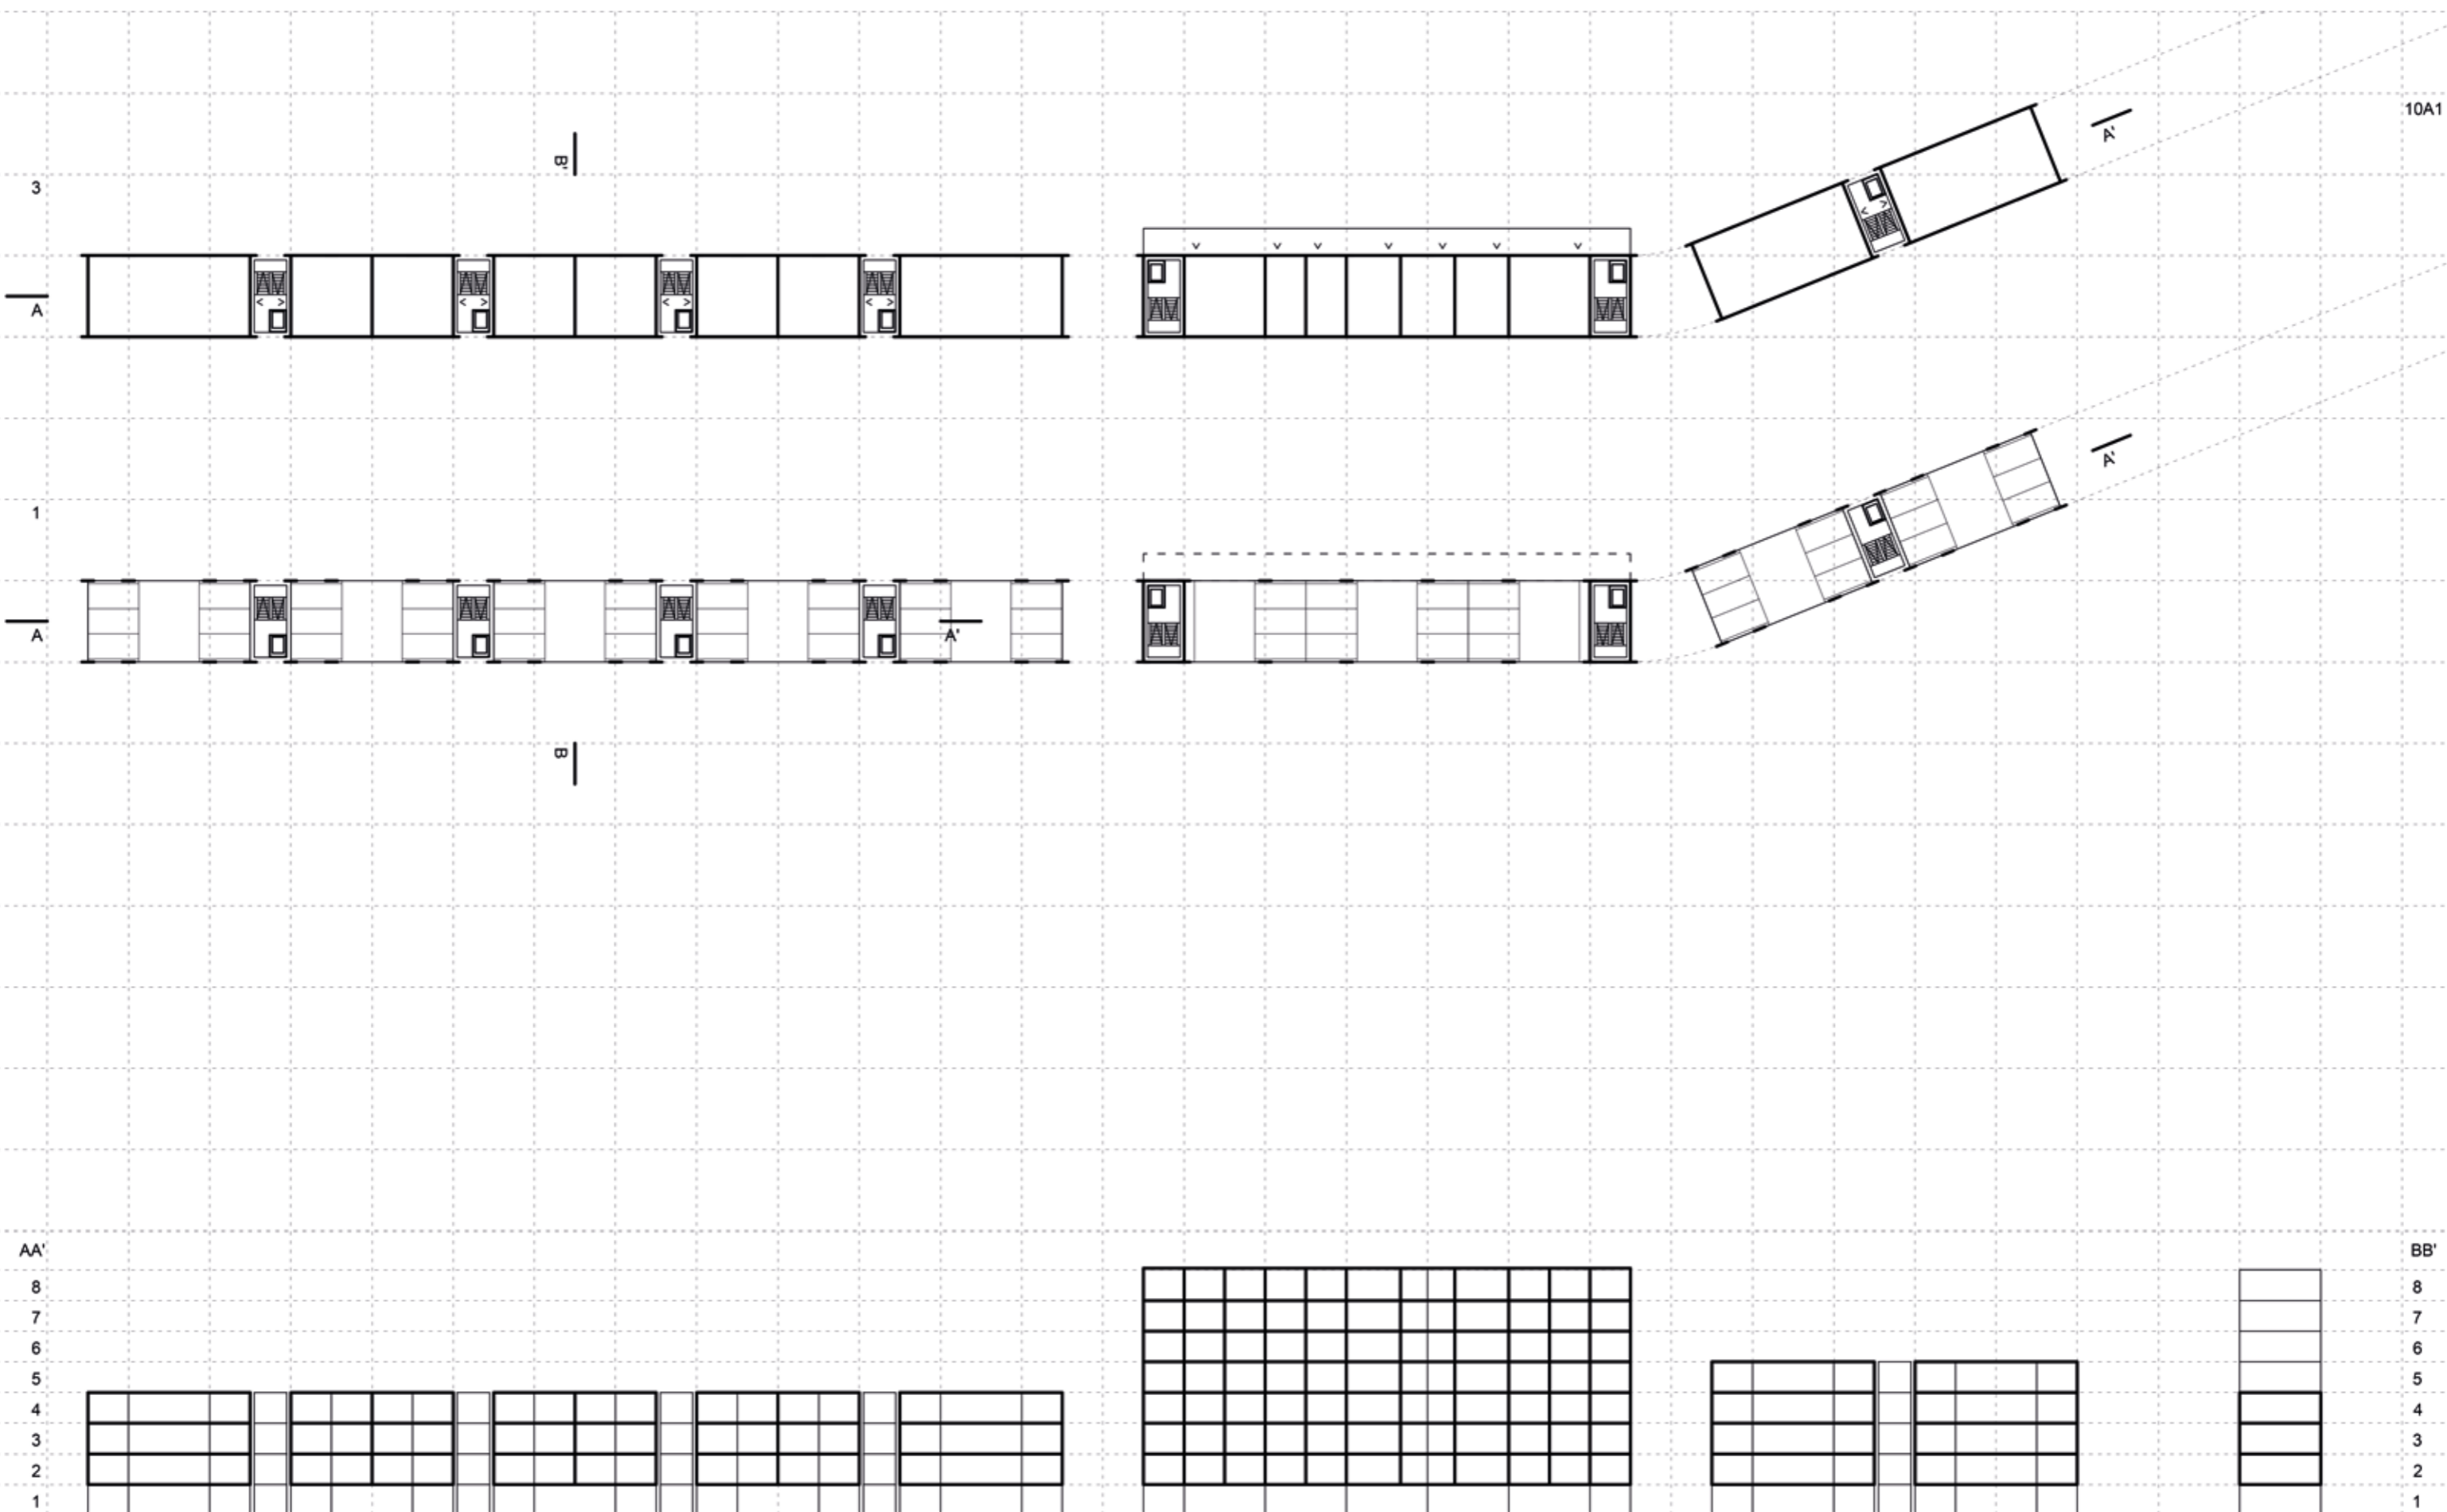 10A1
A'
B'
3
< > < > < > < >
v v v v v v v
< >
A
A'
1
A
A'
B
AA' BB'
8 8
7 7
6 6
5 5
4 4
3 3
2 2
1 1